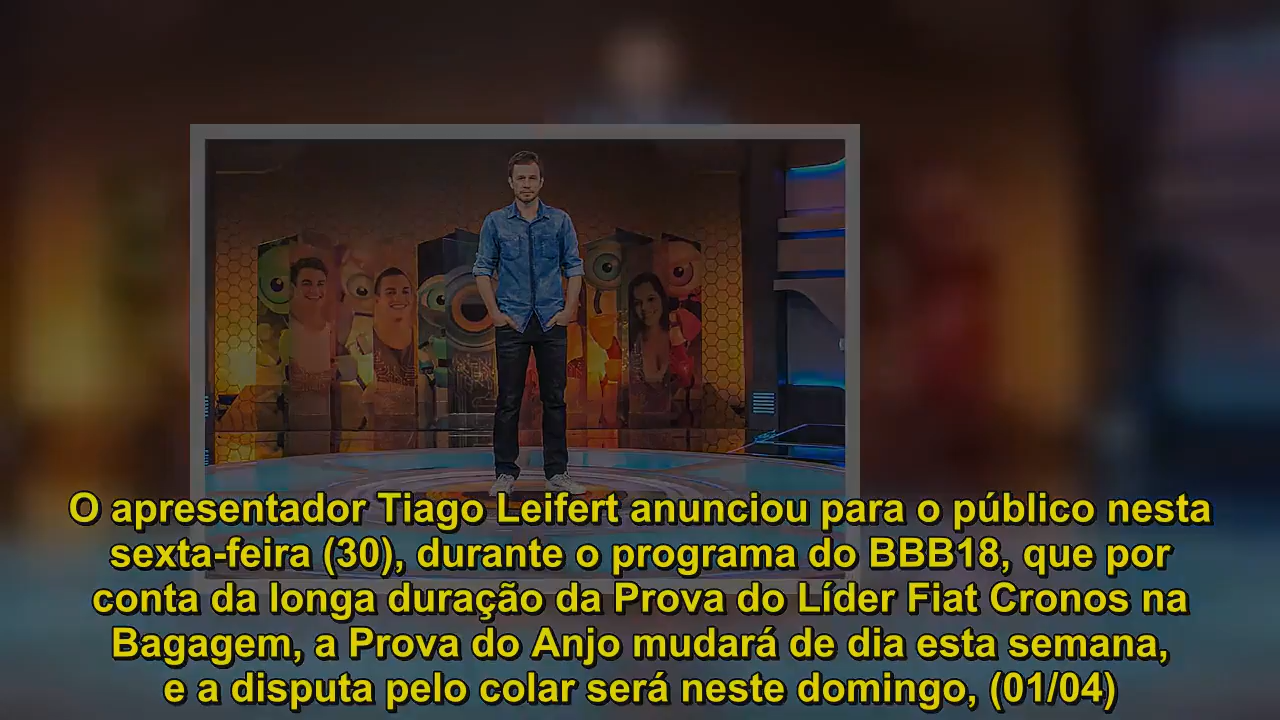 O apresentador Tiago Leifert anunciou para o público nesta
sexta-feira (30), durante o programa do BBB18, que por
conta da longa duração da Prova do Líder Fiat Cronos na
Bagagem, a Prova do Anjo mudará de dia esta semana,
e a disputa pelo colar será neste domingo, (01/04)